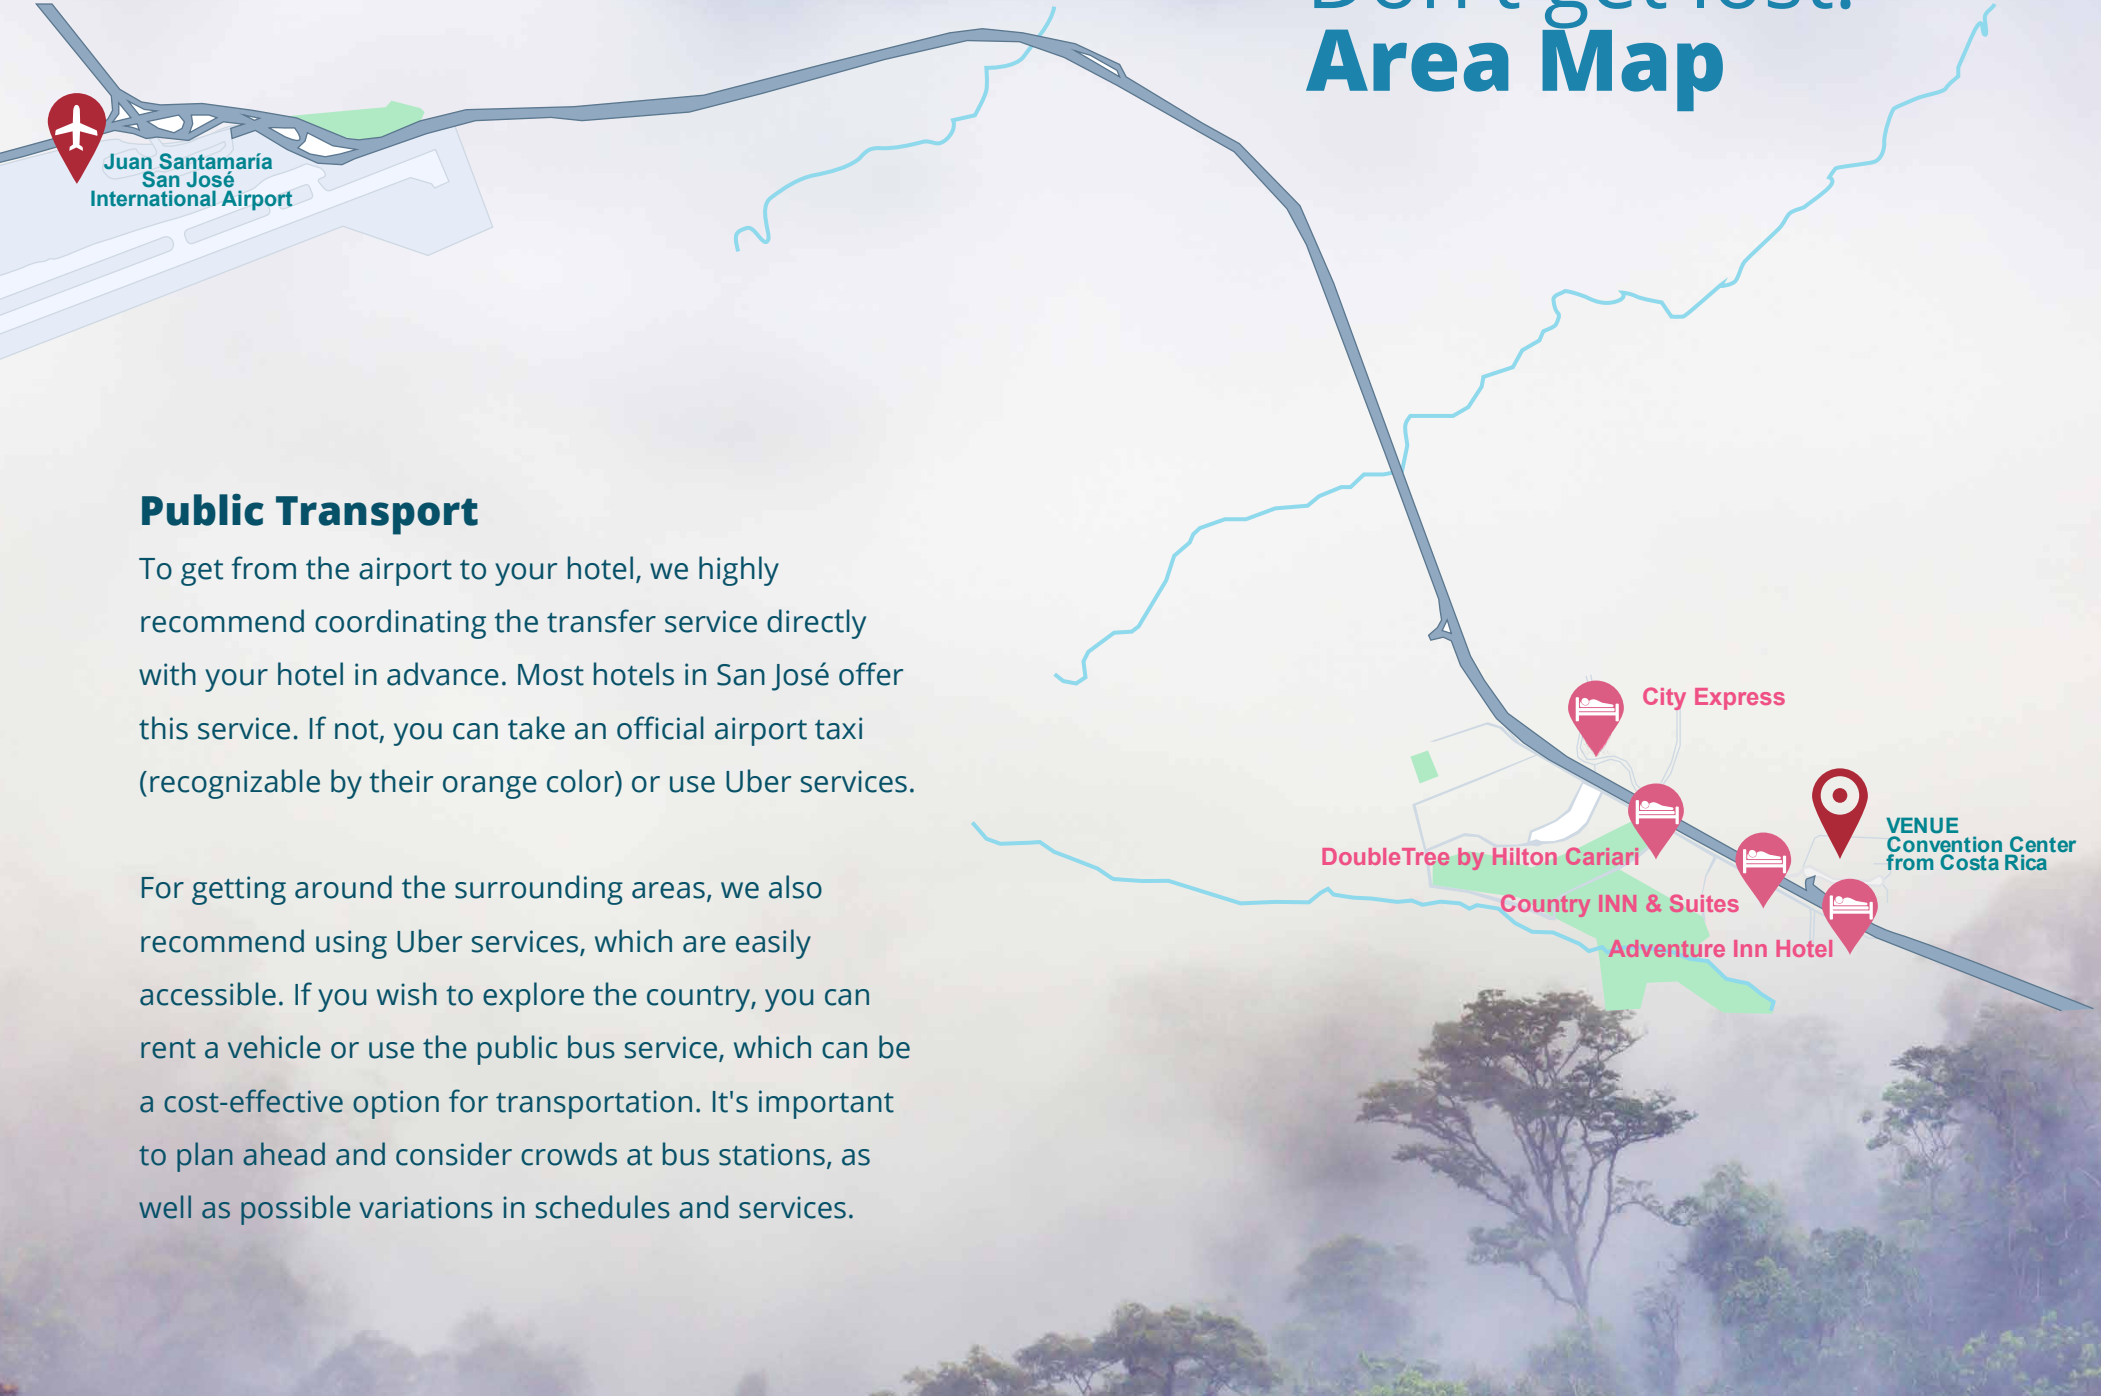 Don't get lost.
Area Map
Juan Santamaría
San José
International Airport
Public Transport
To get from the airport to your hotel, we highly
recommend coordinating the transfer service directly
with your hotel in advance. Most hotels in San José offer
this service. If not, you can take an official airport taxi
(recognizable by their orange color) or use Uber services.
For getting around the surrounding areas, we also
recommend using Uber services, which are easily
accessible. If you wish to explore the country, you can
rent a vehicle or use the public bus service, which can be
a cost-effective option for transportation. It's important
to plan ahead and consider crowds at bus stations, as
well as possible variations in schedules and services.
City Express
DoubleTree by Hilton Cariari
Country INN & Suites
Adventure Inn Hotel
VENUE
Convention Center
from Costa Rica